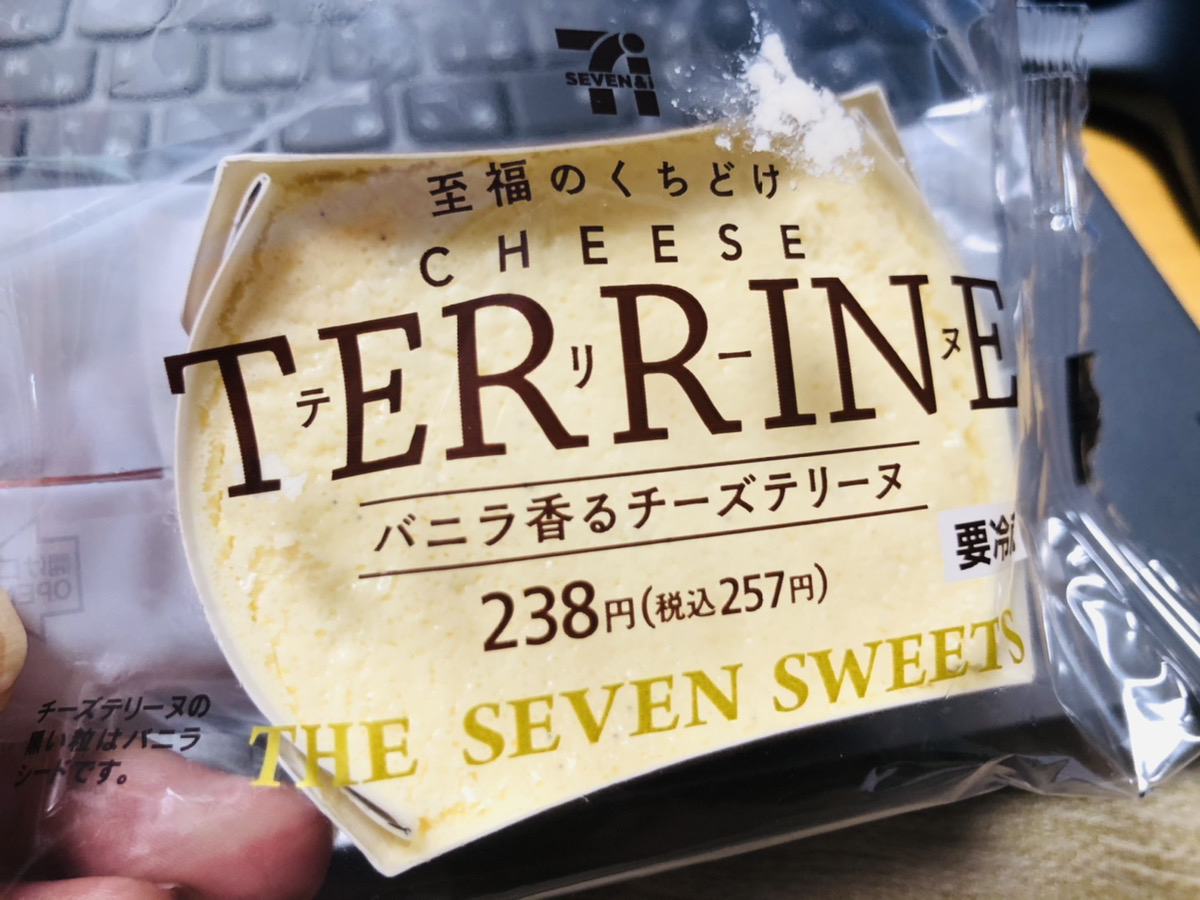 SEVEN&i
至福のくちどけ
CHEESE
TERRINE
テリーヌ
バニラ香るチーズテリーヌ
238円(税込257円)
要冷
THE SEVEN SWEETS
チーズテリーヌの
黒い粒はバニラ
シードです。
OPEN